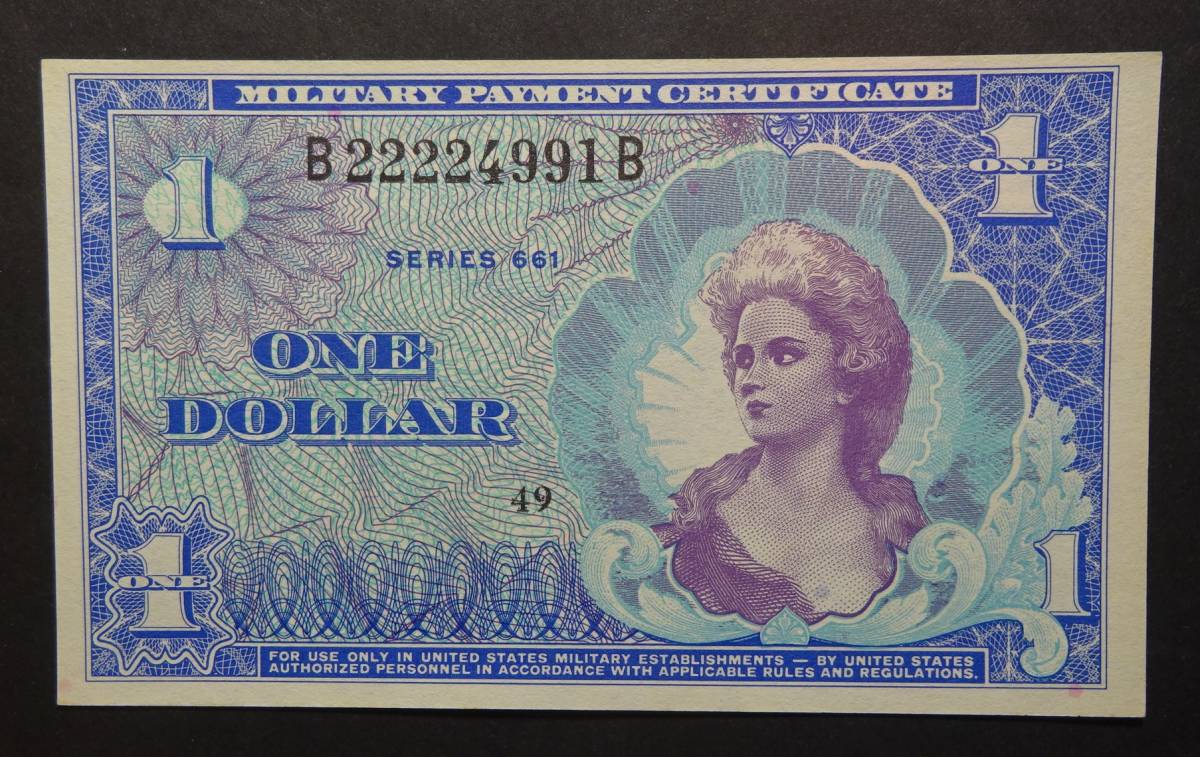 MILITARY PAYMENT CERTIFICATE
B22224991B
1
1
ONE
SERIES 661
ONE
DOLLAR
49
1
ONE
1
FOR USE ONLY IN UNITED STATES MILITARY ESTABLISHMENTS — BY UNITED STATES
AUTHORIZED PERSONNEL IN ACCORDANCE WITH APPLICABLE RULES AND REGULATIONS.